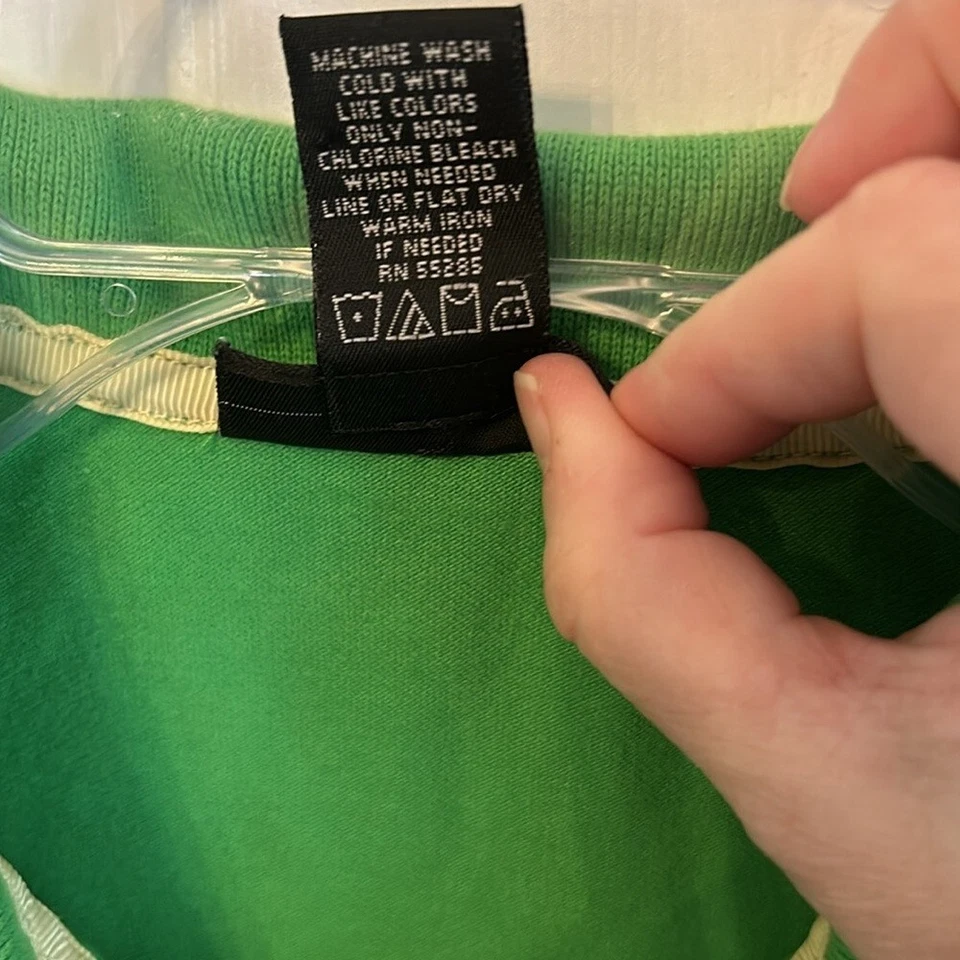 MACHINE WASH
COLD WITH
LIKE COLORS
ONLY NON-
CHLORINE BLEACH
WHEN NEEDED
LINE OR FLAT DRY
WARM IRON
IF NEEDED
RN 55285